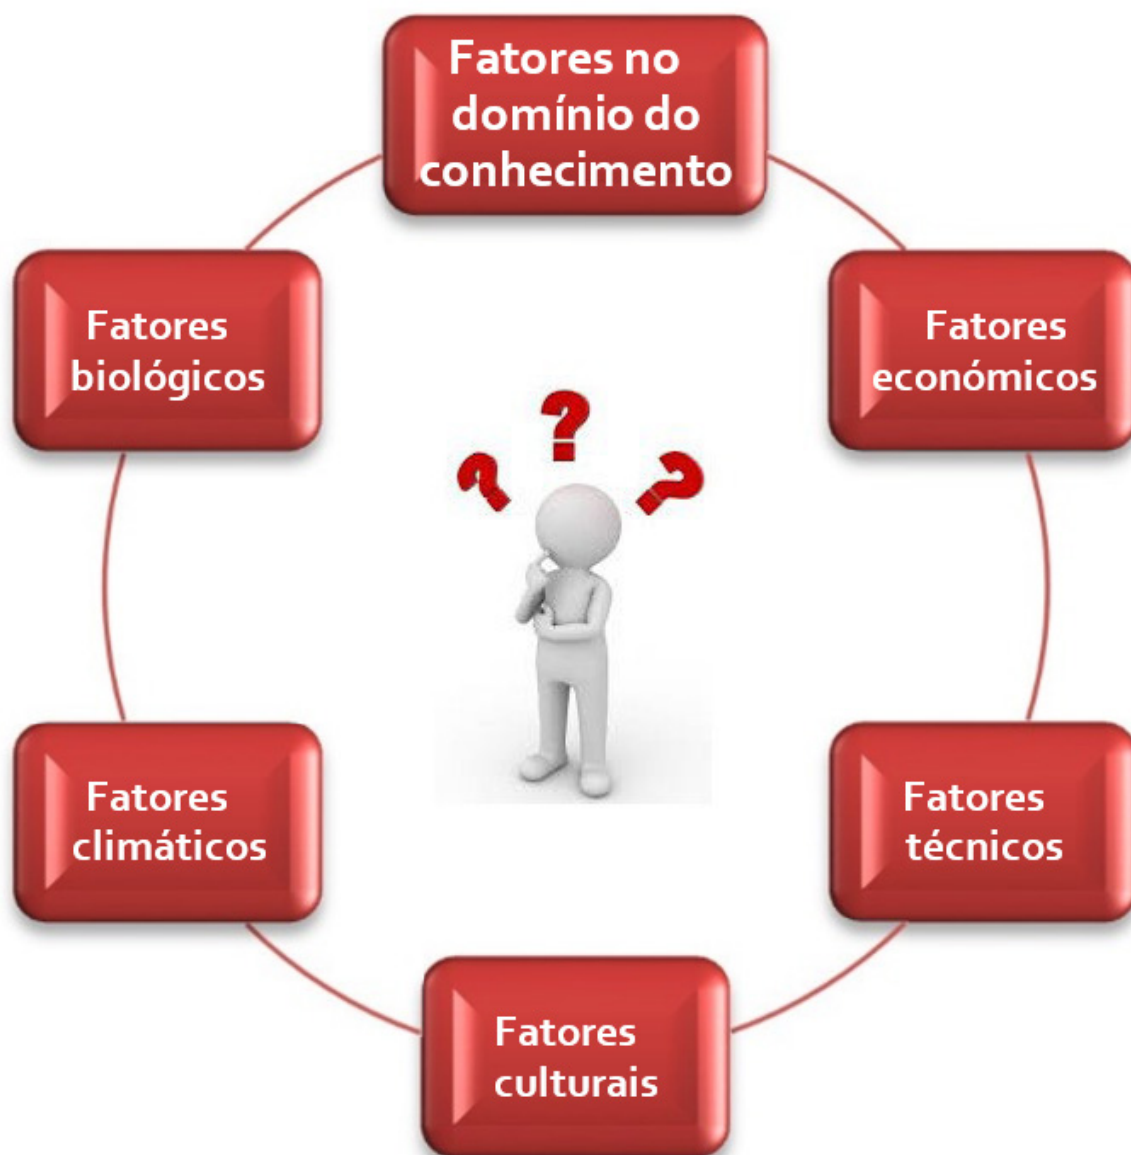 Fatores no
domínio do
conhecimento
Fatores
económicos
Fatores
técnicos
Fatores
culturais
Fatores
climáticos
Fatores
biológicos
?
?
?